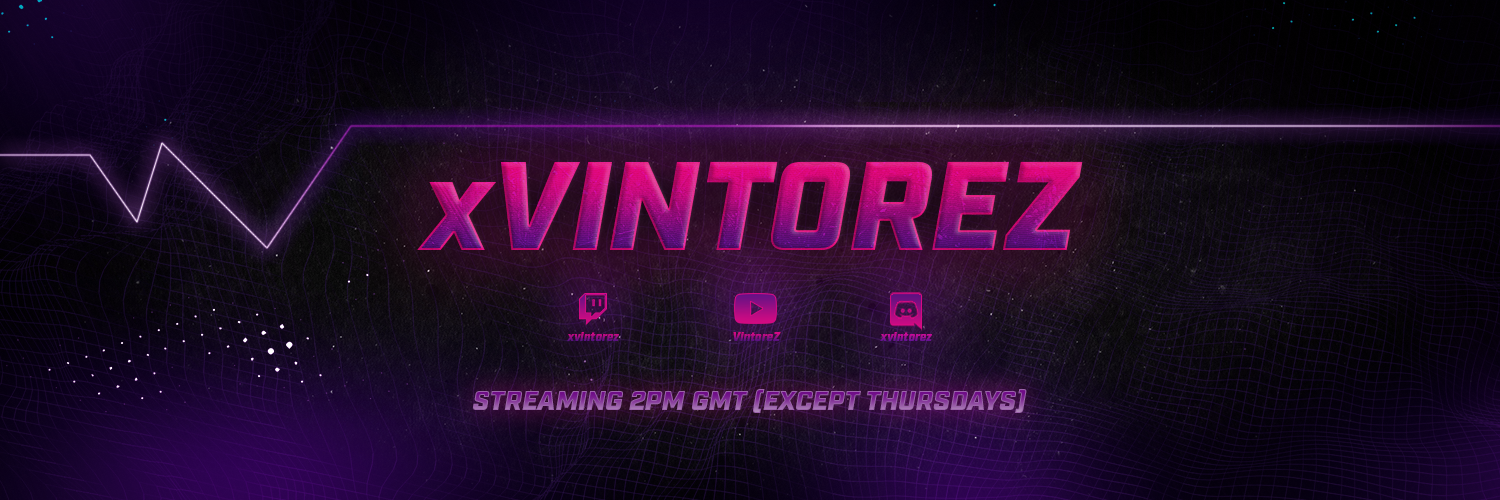 xVINTOREZ
xvintorez VintoreZ xvintorez
STREAMING 2PM GMT (EXCEPT THURSDAYS)